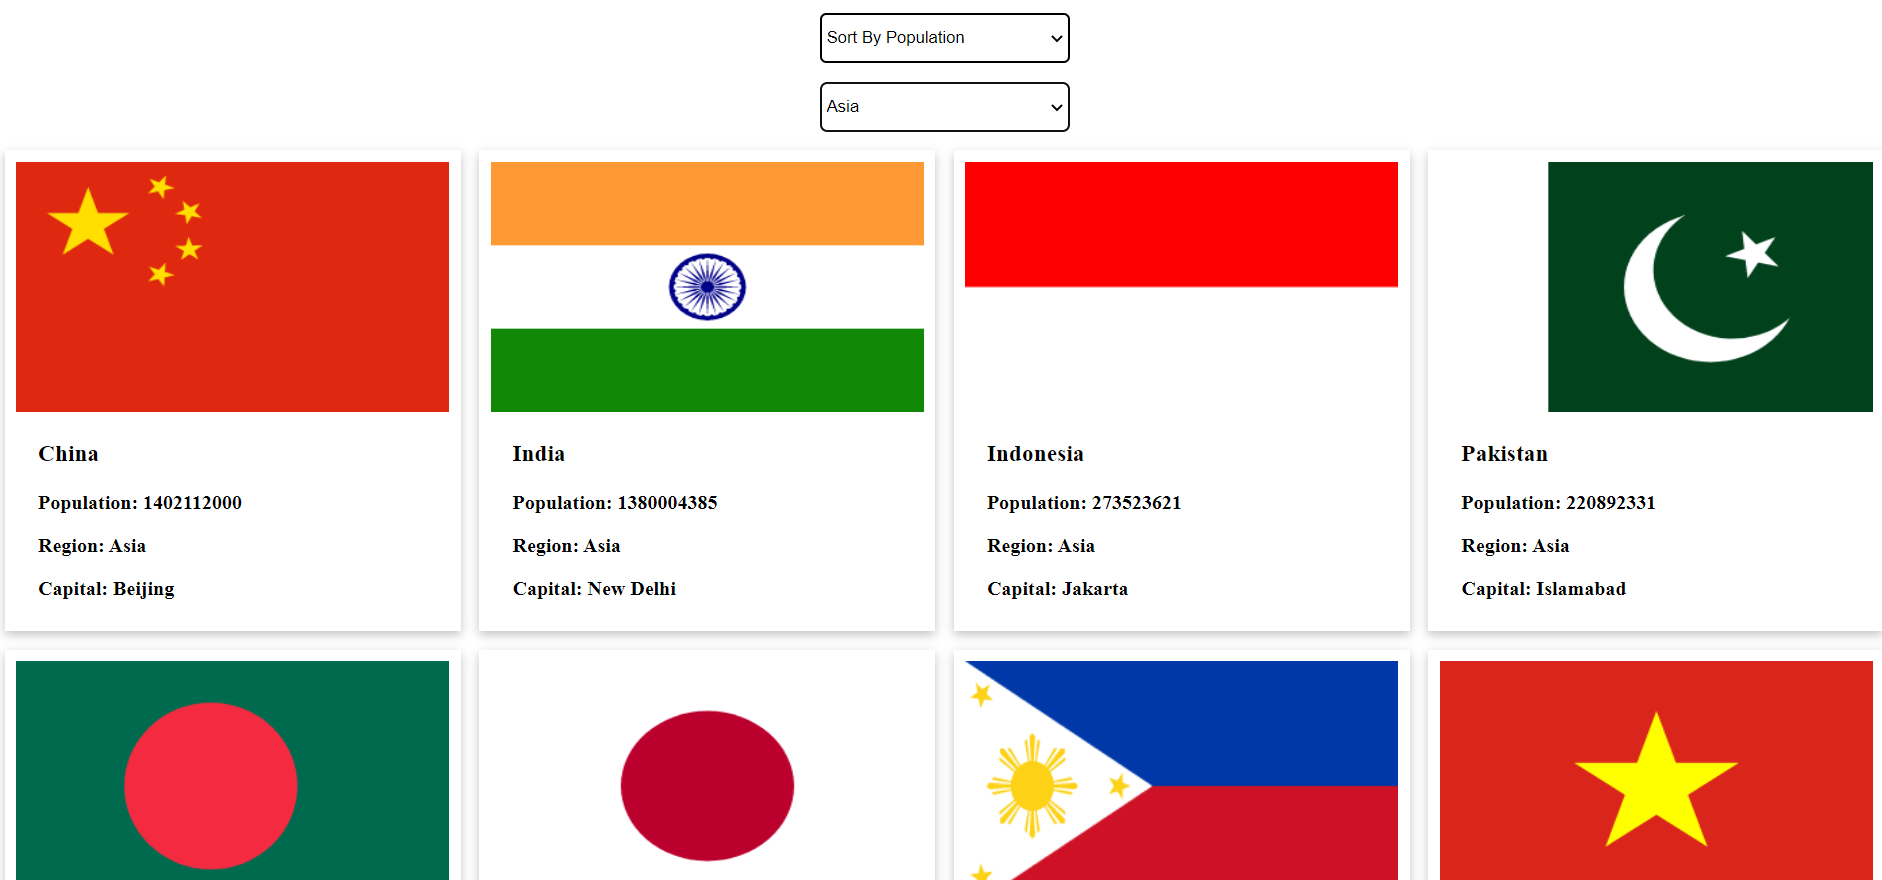 Sort By Population
Asia
China
Population: 1402112000
Region: Asia
Capital: Beijing
India
Population: 1380004385
Region: Asia
Capital: New Delhi
Indonesia
Population: 273523621
Region: Asia
Capital: Jakarta
Pakistan
Population: 220892331
Region: Asia
Capital: Islamabad